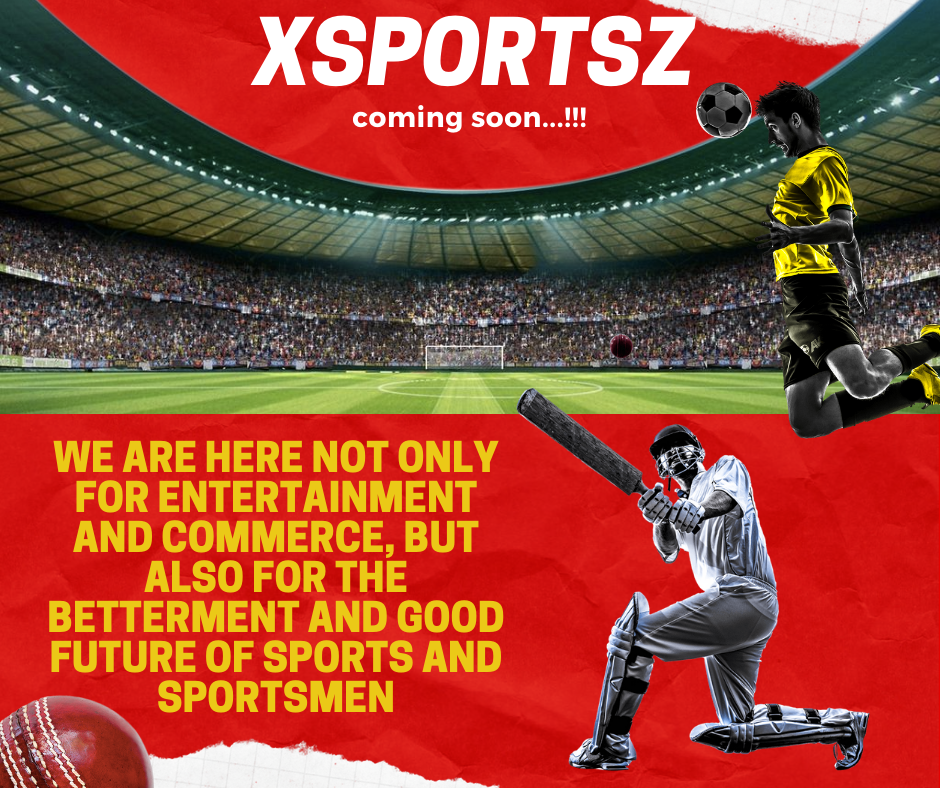 XSPORTSZ
coming soon...!!!
WE ARE HERE NOT ONLY
FOR ENTERTAINMENT
AND COMMERCE, BUT
ALSO FOR THE
BETTERMENT AND GOOD
FUTURE OF SPORTS AND
SPORTSMEN